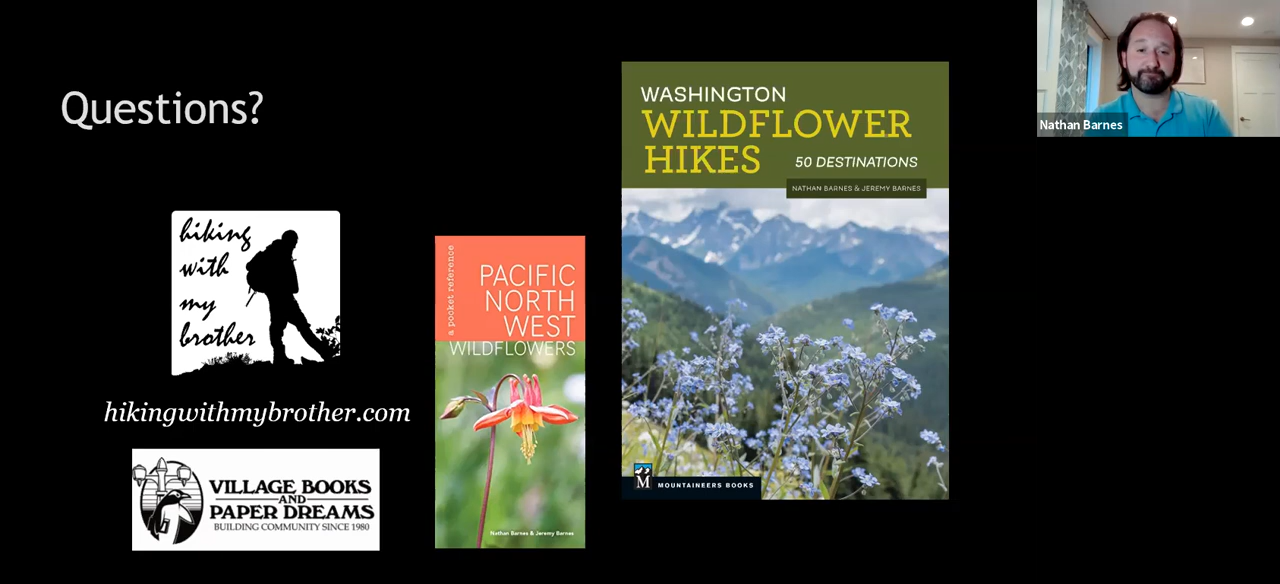 Questions?
hiking
with
my
brother
hikingwithmybrother.com
VILLAGE BOOKS
AND
PAPER DREAMS
BUILDING COMMUNITY SINCE 1980
a pocket reference
PACIFIC
NORTH
WEST
WILDFLOWERS
Nathan Barnes & Jeremy Barnes
WASHINGTON
WILDFLOWER
HIKES
50 DESTINATIONS
NATHAN BARNES & JEREMY BARNES
M MOUNTAINEERS BOOKS
Nathan Barnes